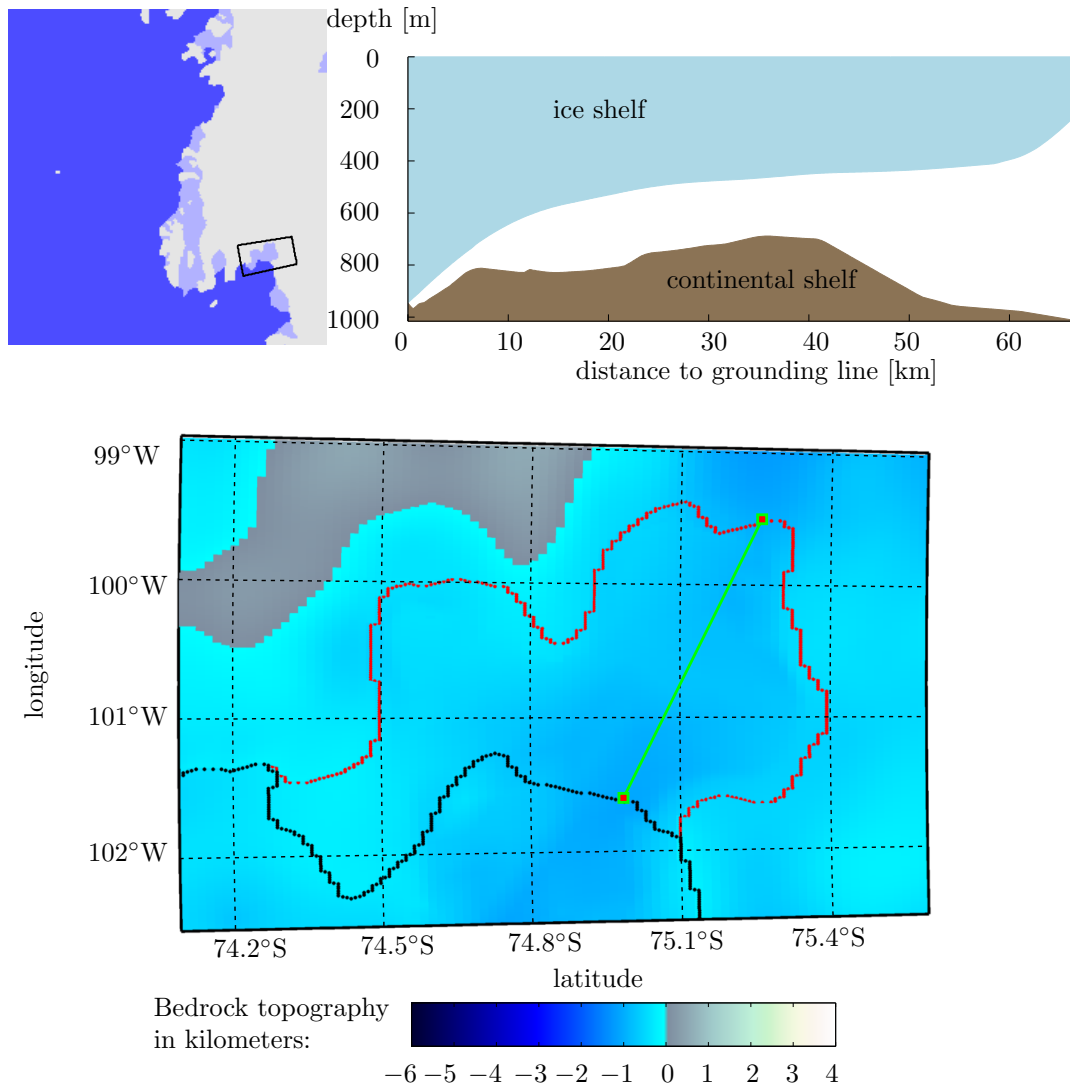 depth [m]
0
200
400
600
800
1000
ice shelf
continental shelf
0 10 20 30 40 50 60
distance to grounding line [km]
99°W
100°W
101°W
102°W
longitude
74.2°S 74.5°S 74.8°S 75.1°S 75.4°S
latitude
Bedrock topography
in kilometers:
−6 −5 −4 −3 −2 −1 0 1 2 3 4